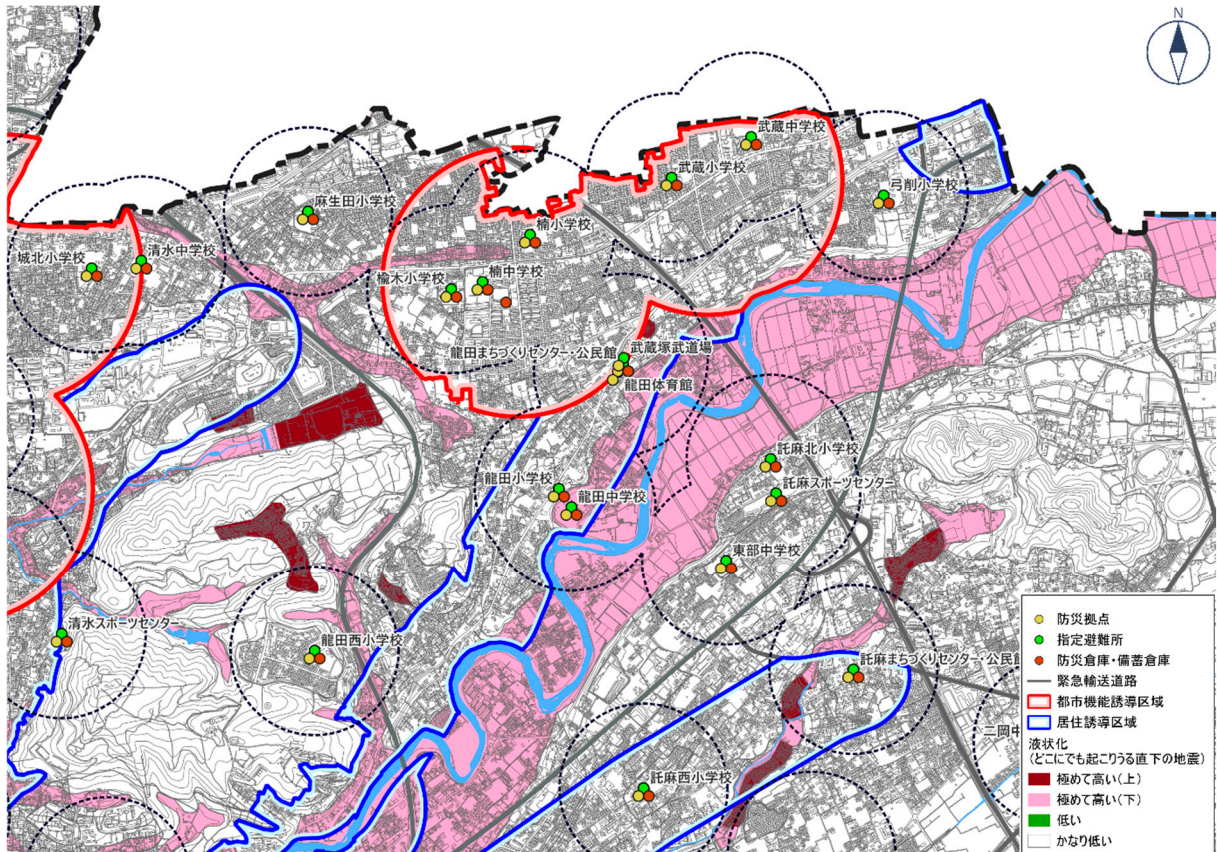 N
武蔵中学校
武蔵小学校
弓削小学校
麻生田小学校
楠小学校
城北小学校
清水中学校
楡木小学校
楠中学校
龍田まちづくりセンター・公民館
武蔵塚武道場
龍田体育館
託麻北小学校
龍田小学校
託麻スポーツセンター
龍田中学校
東部中学校
清水スポーツセンター
龍田西小学校
託麻まちづくりセンター・公民館
二岡中
託麻西小学校
防災拠点
指定避難所
防災倉庫・備蓄倉庫
緊急輸送道路
都市機能誘導区域
居住誘導区域
液状化
(どこにでも起こりうる直下の地震)
極めて高い(上)
極めて高い(下)
低い
かなり低い